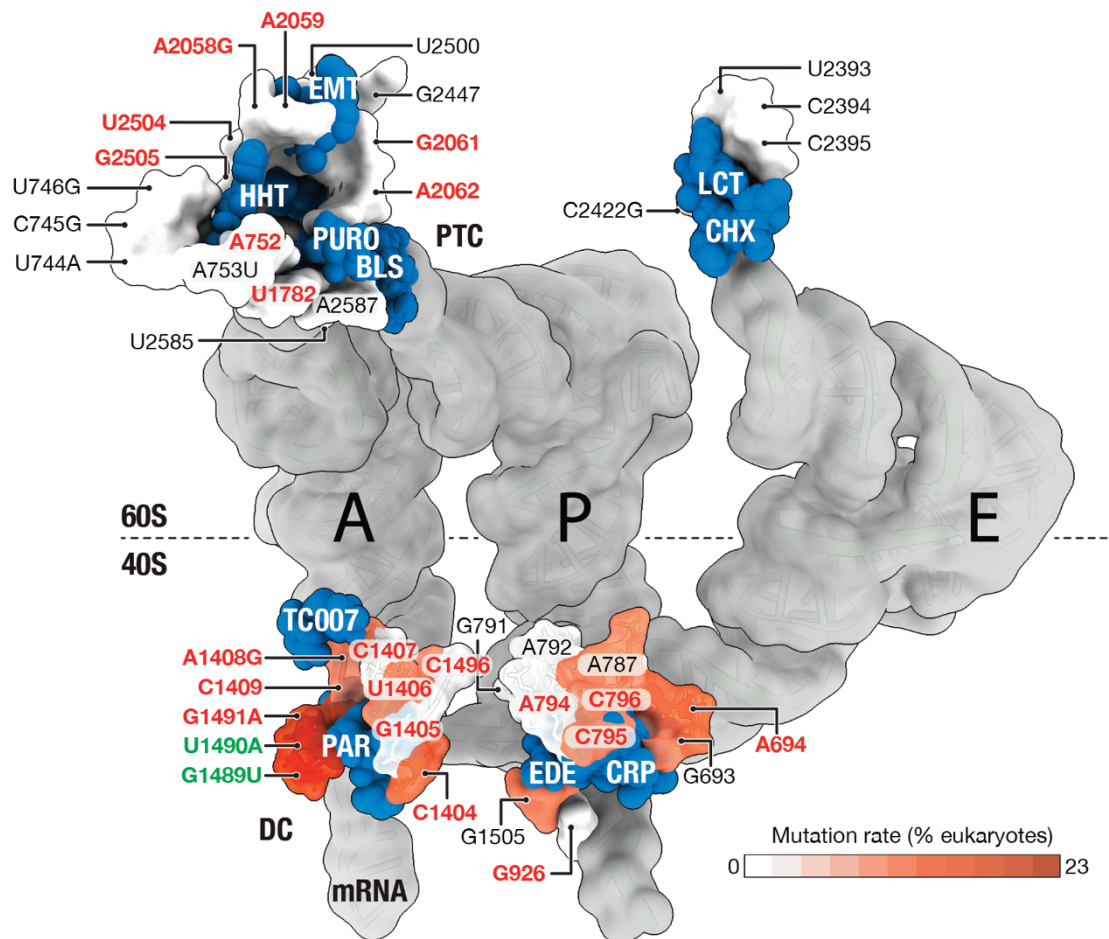 A2059
A2058G
U2500
EMT
G2447
U2504
G2061
G2505
HHT
A2062
U746G
C745G
PURO
PTC
A752
U744A
A753U
BLS
U1782
A2587
U2585
U2393
C2394
C2395
LCT
C2422G
CHX
A
P
E
60S
40S
TC007
G791
C1407
A792
A1408G
C1496
A787
C1409
U1406
A794
C796
G1491A
G1405
U1490A
PAR
C795
A694
G1489U
EDE
CRP
G693
C1404
DC
G1505
G926
mRNA
Mutation rate (% eukaryotes)
0
23